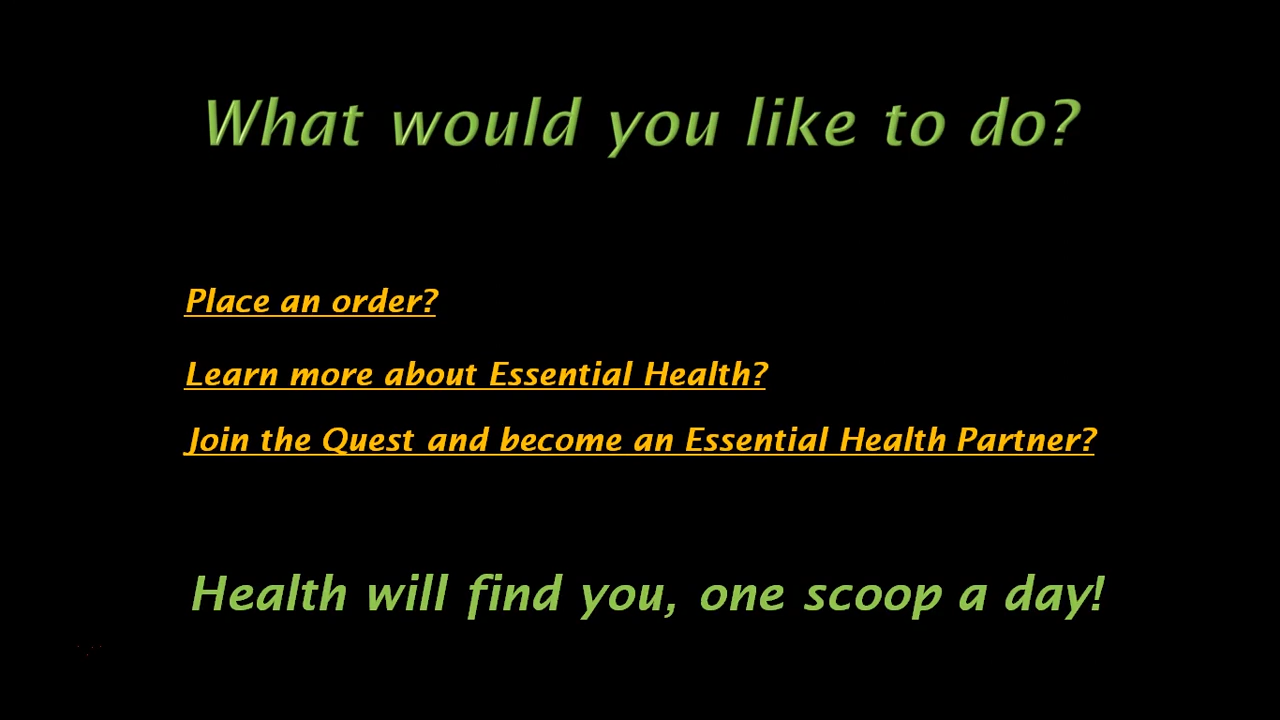 What would you like to do?
Place an order?
Learn more about Essential Health?
Join the Quest and become an Essential Health Partner?
Health will find you, one scoop a day!